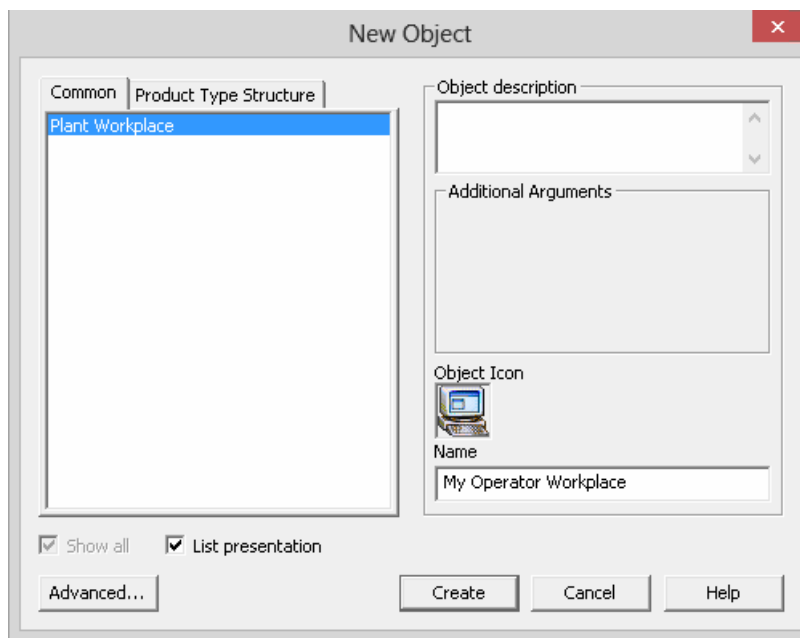 New Object
Common
Product Type Structure
Plant Workplace
Object description
Additional Arguments
Object Icon
Name
My Operator Workplace
Show all
List presentation
Advanced...
Create
Cancel
Help